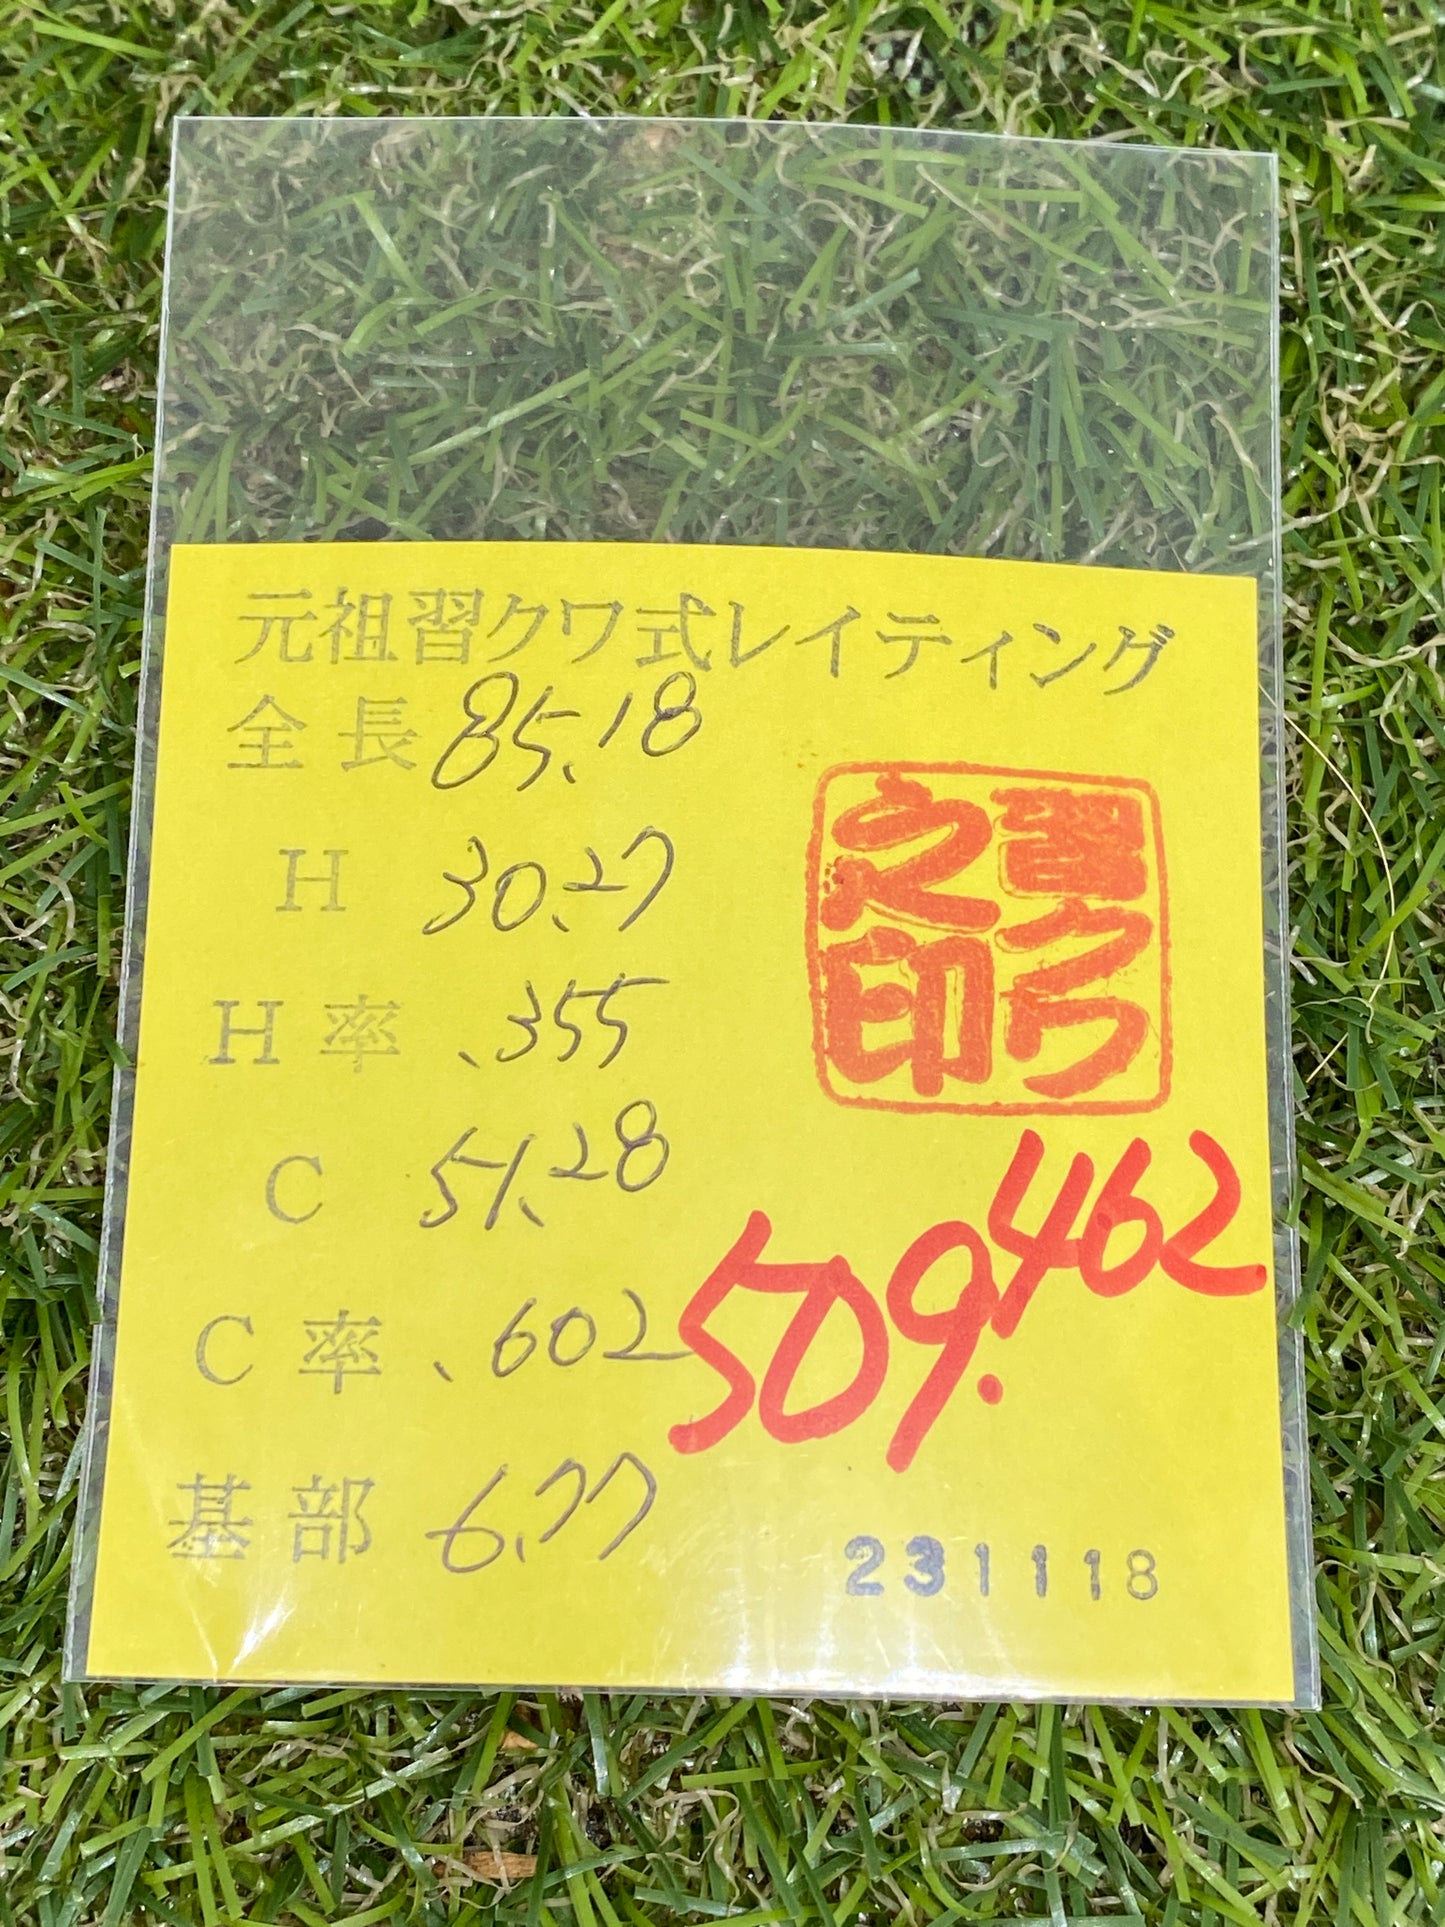 元祖習クワ式レイティング
全長 85.18
H 30.27
H率 .355
C 51.28
C率 .602
基部 6.77
習クワ
之印
509.462
231118